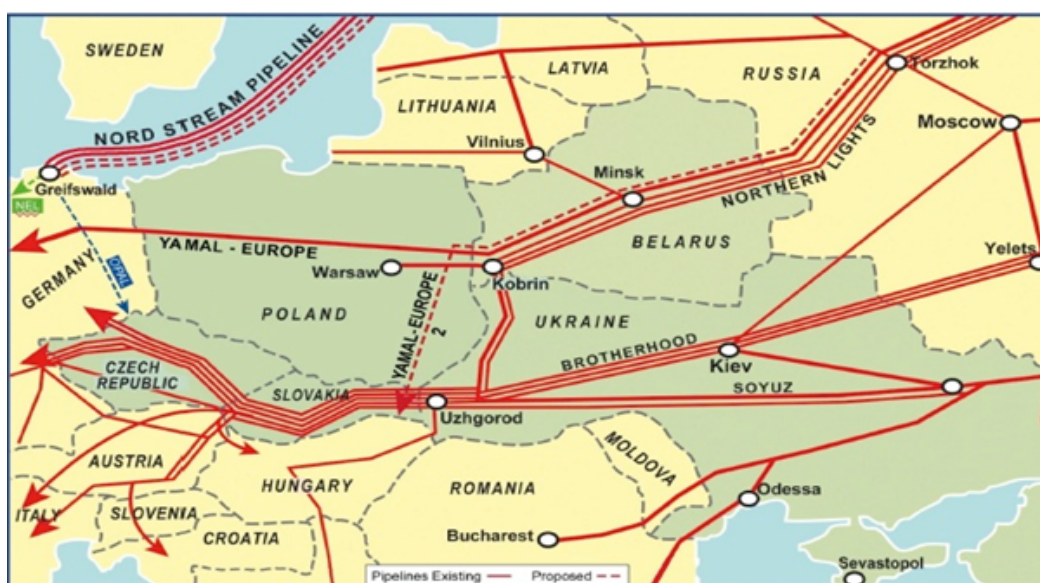 SWEDEN
NORD STREAM PIPELINE
LATVIA
RUSSIA
Torzhok
LITHUANIA
Moscow
Vilnius
Greifswald
NEL
Minsk
NORTHERN LIGHTS
YAMAL - EUROPE
BELARUS
Yelets
Warsaw
Kobrin
GERMANY
OPAL
POLAND
YAMAL- EUROPE
2
UKRAINE
BROTHERHOOD
Kiev
CZECH
REPUBLIC
SLOVAKIA
SOYUZ
Uzhgorod
AUSTRIA
MOLDOVA
HUNGARY
ROMANIA
Odessa
ITALY
SLOVENIA
CROATIA
Bucharest
Sevastopol
Pipelines Existing Proposed